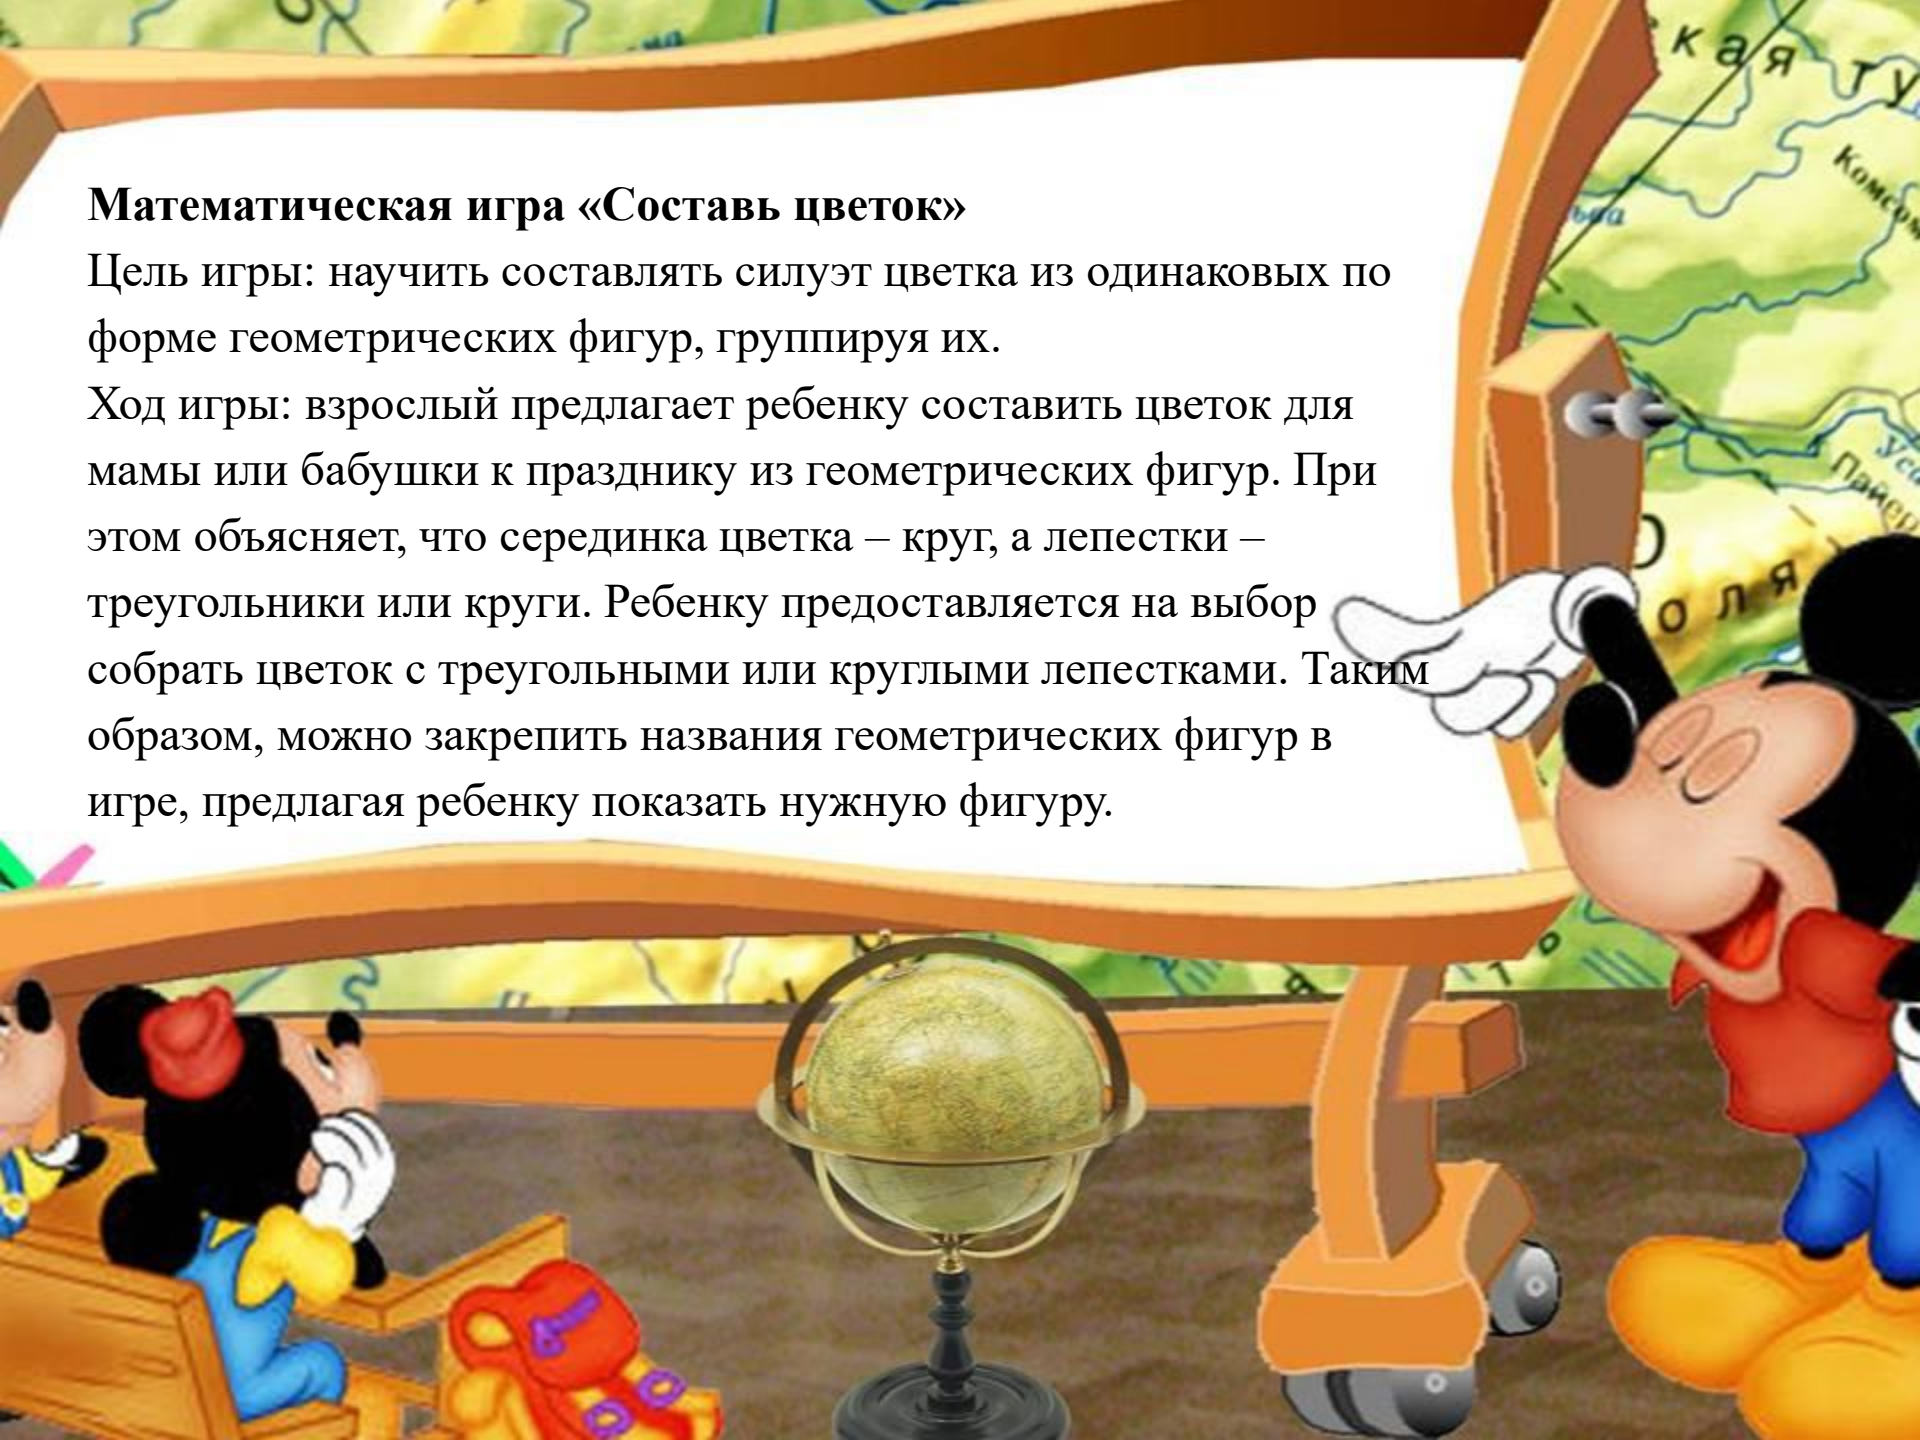 Математическая игра «Составь цветок»
Цель игры: научить составлять силуэт цветка из одинаковых по
форме геометрических фигур, группируя их.
Ход игры: взрослый предлагает ребенку составить цветок для
мамы или бабушки к празднику из геометрических фигур. При
этом объясняет, что серединка цветка – круг, а лепестки –
треугольники или круги. Ребенку предоставляется на выбор
собрать цветок с треугольными или круглыми лепестками. Таким
образом, можно закрепить названия геометрических фигур в
игре, предлагая ребенку показать нужную фигуру.